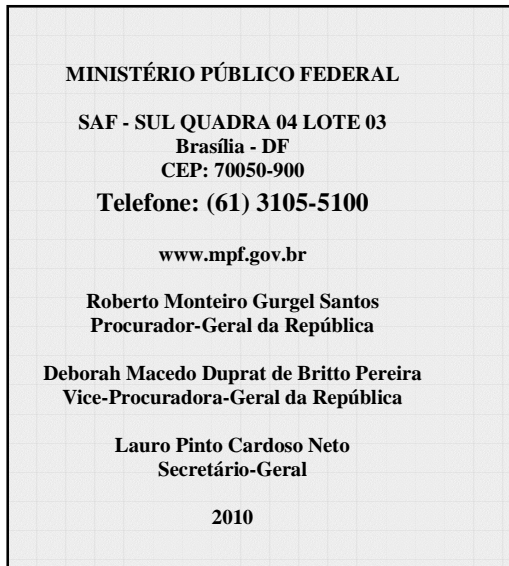 MINISTÉRIO PÚBLICO FEDERAL
SAF - SUL QUADRA 04 LOTE 03
Brasília - DF
CEP: 70050-900
Telefone: (61) 3105-5100
www.mpf.gov.br
Roberto Monteiro Gurgel Santos
Procurador-Geral da República
Deborah Macedo Duprat de Britto Pereira
Vice-Procuradora-Geral da República
Lauro Pinto Cardoso Neto
Secretário-Geral
2010